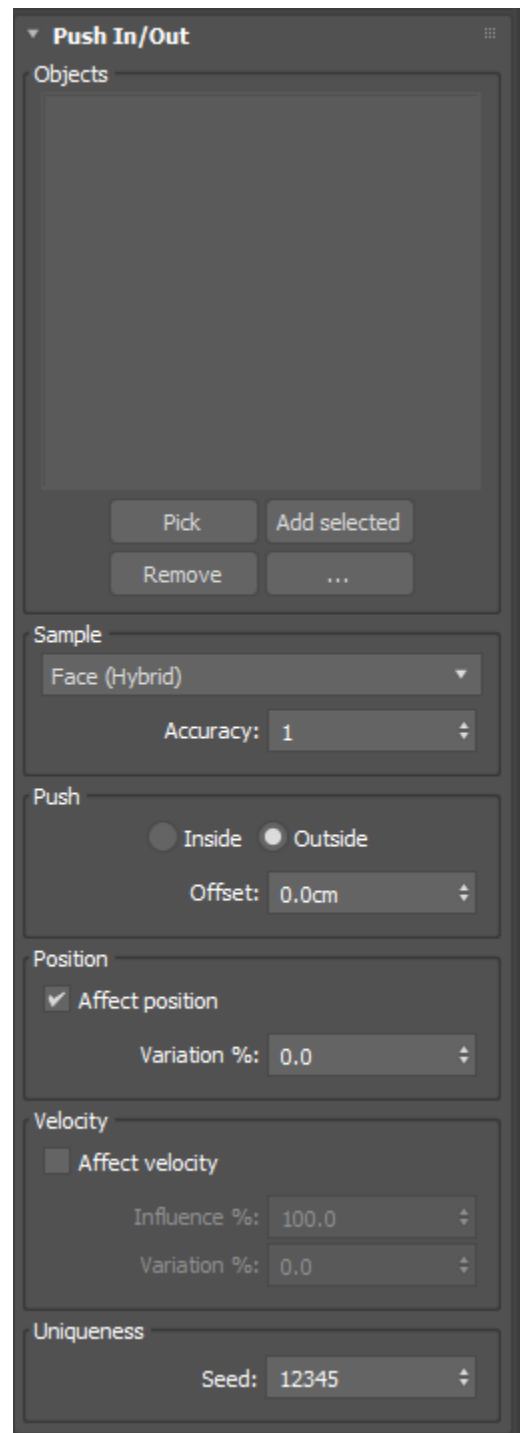 Push In/Out
Objects
Pick Add selected
Remove ...
Sample
Face (Hybrid)
Accuracy: 1
Push
Inside Outside
Offset: 0.0cm
Position
Affect position
Variation %: 0.0
Velocity
Affect velocity
Influence %: 100.0
Variation %: 0.0
Uniqueness
Seed: 12345